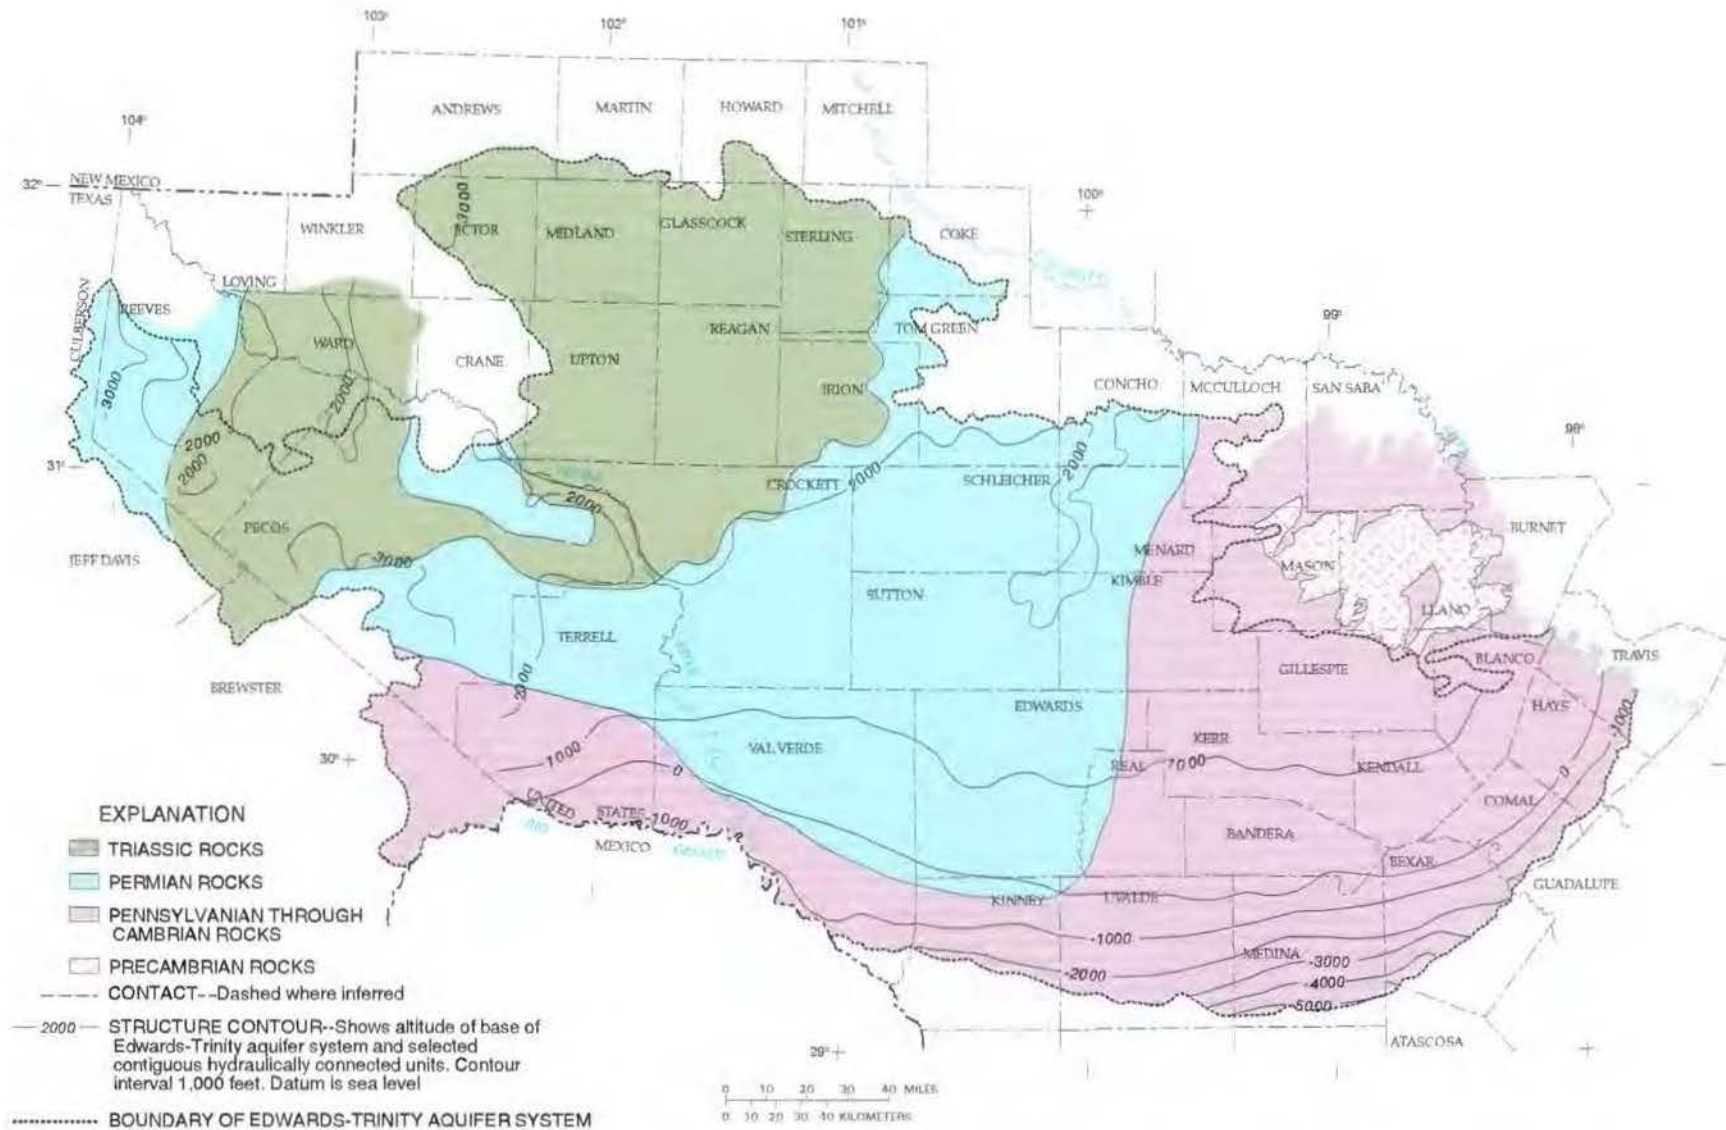 103°
102°
101°
ANDREWS
MARTIN
HOWARD
MITCHELL
104°
32°
NEW MEXICO
TEXAS
100°
WINKLER
3000
ECTOR
MIDLAND
GLASSCOCK
STERLING
COKE
CULBERSON
REEVES
LOVING
WARD
CRANE
UPTON
REAGAN
TOM GREEN
IRION
99°
CONCHO
MCCULLOCH
SAN SABA
98°
3000
2000
2000
2000
31°
CROCKETT
2000
SCHLEICHER
2000
2000
PECOS
BURNET
JEFF DAVIS
3000
MENARD
KIMBLE
MASON
LLANO
SUTTON
TERRELL
GILLESPIE
BLANCO
TRAVIS
BREWSTER
2000
EDWARDS
HAYS
-1000
30°
1000
VAL VERDE
KERR
REAL
1000
KENDALL
0
0
COMAL
UNITED STATES
-1000
MEXICO
RIO
GRANDE
BANDERA
BEXAR
GUADALUPE
KINNEY
UVALDE
-1000
MEDINA
-2000
-3000
-4000
-5000
29°
ATASCOSA
EXPLANATION
TRIASSIC ROCKS
PERMIAN ROCKS
PENNSYLVANIAN THROUGH
CAMBRIAN ROCKS
PRECAMBRIAN ROCKS
CONTACT--Dashed where inferred
2000 STRUCTURE CONTOUR--Shows altitude of base of
Edwards-Trinity aquifer system and selected
contiguous hydraulically connected units. Contour
interval 1,000 feet. Datum is sea level
BOUNDARY OF EDWARDS-TRINITY AQUIFER SYSTEM
0 10 20 30 40 MILES
0 10 20 30 40 KILOMETERS